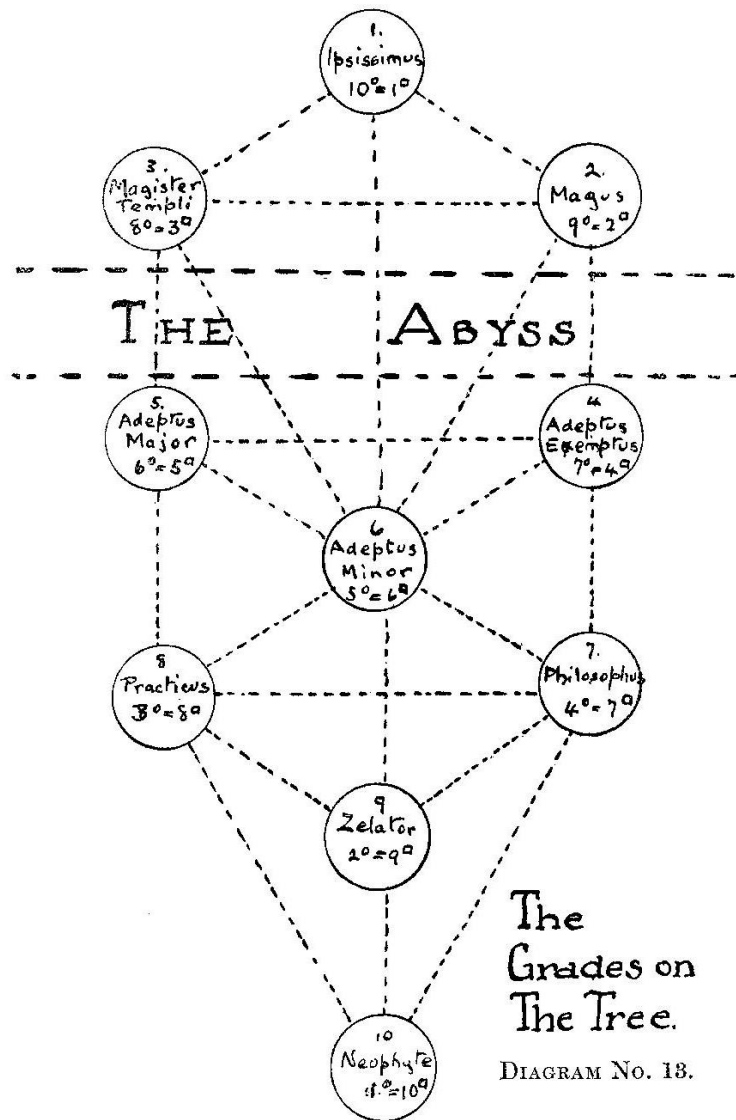 1.
Ipsissimus
10°=1□
3.
Magister
Templi
8°=3□
2.
Magus
9°=2□
THE ABYSS
5.
Adeptus
Major
6°=5□
4
Adeptus
Exemptus
7°=4□
6
Adeptus
Minor
5°=6□
8
Practicus
3°=8□
7.
Philosophus
4°=7□
9
Zelator
2°=9□
10
Neophyte
1°=10□
The
Grades on
The Tree.
DIAGRAM NO. 13.